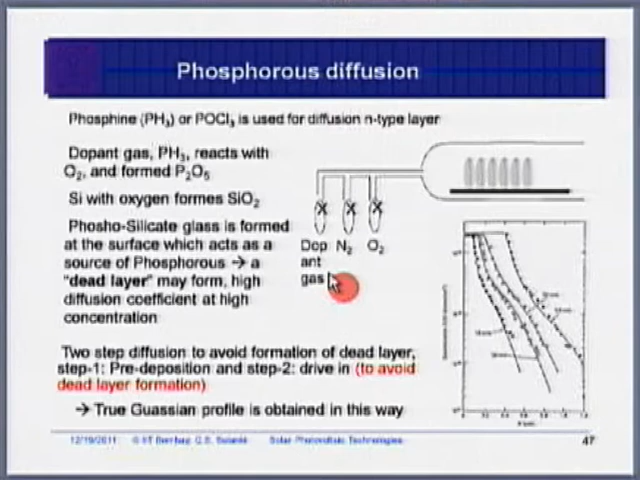 Phosphorous diffusion
Phosphine (PH3) or POCl3 is used for diffusion n-type layer
Dopant gas, PH3, reacts with
O2, and formed P2O5
Si with oxygen formes SiO2
Phosho-Silicate glass is formed
at the surface which acts as a
source of Phosphorous → a
"dead layer" may form, high
diffusion coefficient at high
concentration
Dop N2 O2
ant
gas
Two step diffusion to avoid formation of dead layer,
step-1: Pre-deposition and step-2: drive in (to avoid
dead layer formation)
→ True Guassian profile is obtained in this way
12/19/2011 © IIT Bombay, C.S. Solanki Solar Photovoltaic Technologies 47